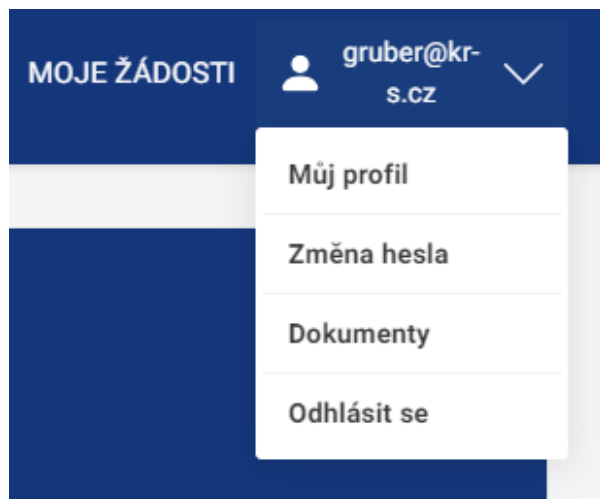 MOJE ŽÁDOSTI
gruber@kr-
s.cz
Můj profil
Změna hesla
Dokumenty
Odhlásit se